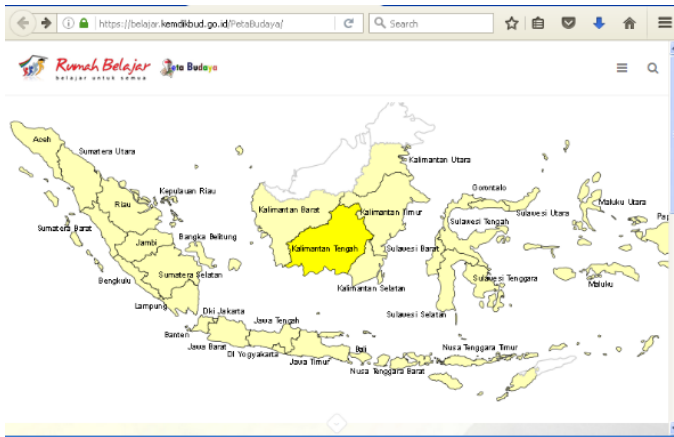 https://belajar.kemdikbud.go.id/PetaBudaya/
Search
Rumah Belajar
belajar untuk semua
Peta Budaya
Aceh
Sumatera Utara
Kalimantan Utara
Kepulauan Riau
Gorontalo
Riau
Kalimantan Barat
Kalimantan Timur
Sulawesi Utara
Maluku Utara
Pap
Sumatera Barat
Sulawesi Tengah
Jambi
Bangka Belitung
Kalimantan Tengah
Sulawesi Barat
Bengkulu
Sumatera Selatan
Sulawesi Tenggara
Maluku
Kalimantan Selatan
Lampung
Dki Jakarta
Sulawesi Selatan
Jawa Tengah
Banten
Jawa Barat
DI Yogyakarta
Bali
Nusa Tenggara Timur
Jawa Timur
Nusa Tenggara Barat